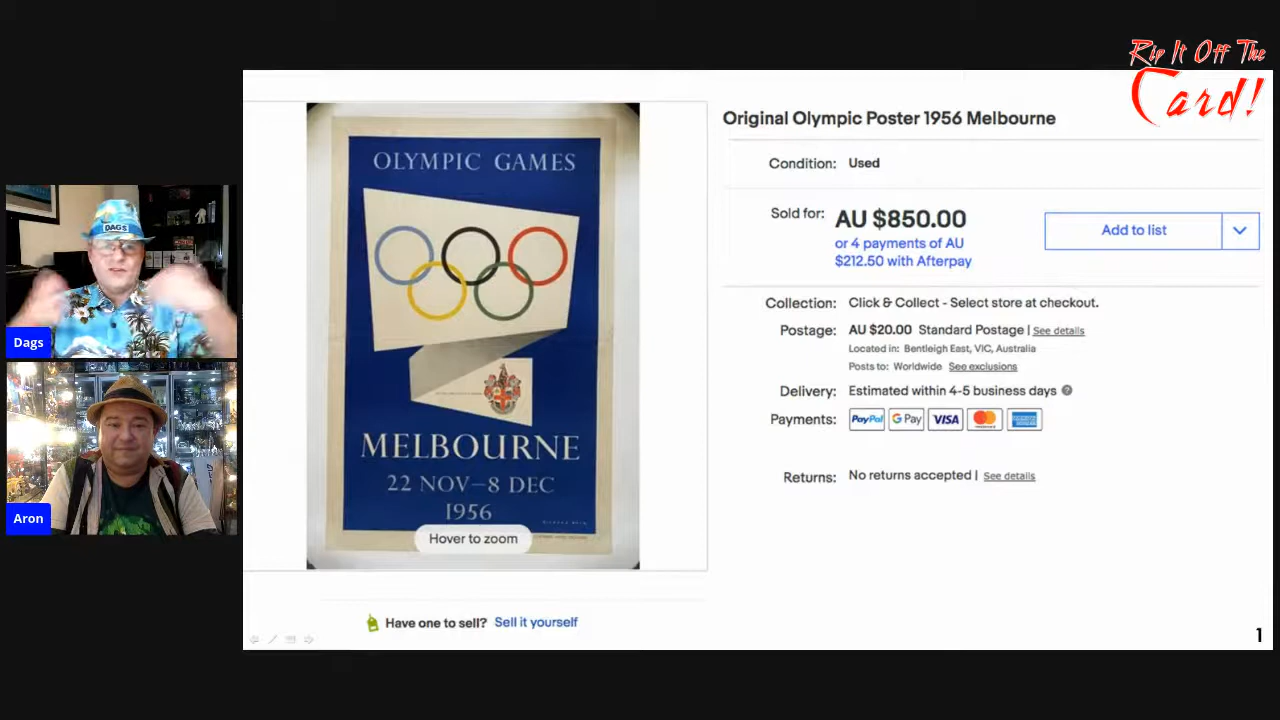 Rip It Off The
Card!
DAGS
Dags
Aron
OLYMPIC GAMES
MELBOURNE
22 NOV–8 DEC
1956
Hover to zoom
Have one to sell? Sell it yourself
Original Olympic Poster 1956 Melbourne
Condition: Used
Sold for: AU $850.00
or 4 payments of AU
$212.50 with Afterpay
Add to list
Collection: Click & Collect - Select store at checkout.
Postage: AU $20.00 Standard Postage | See details
Located in: Bentleigh East, VIC, Australia
Posts to: Worldwide See exclusions
Delivery: Estimated within 4-5 business days
Payments: PayPal G Pay VISA
Returns: No returns accepted | See details
1